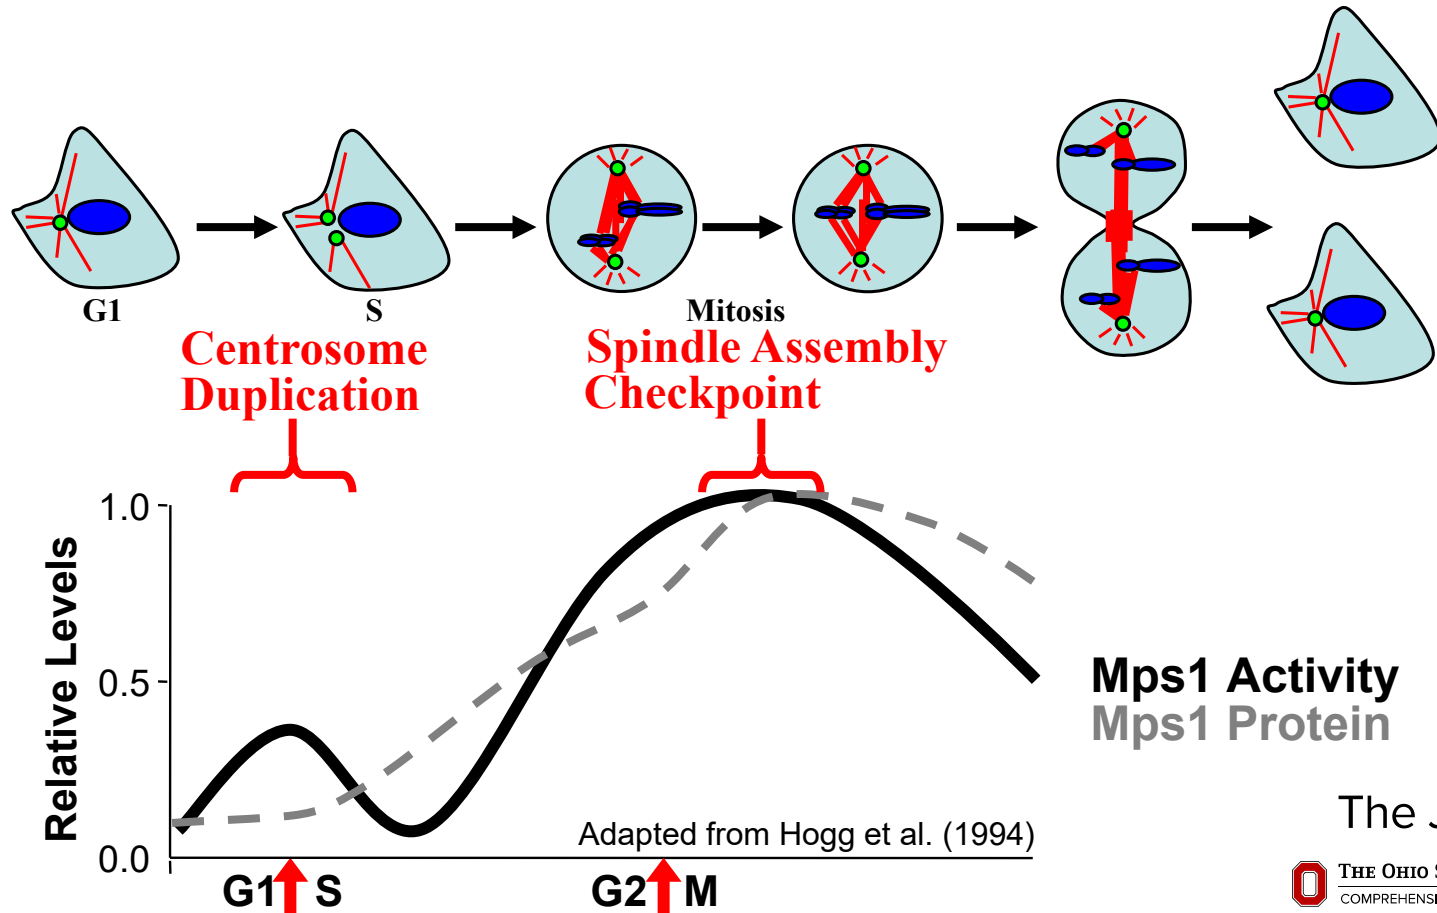 G1
S
Mitosis
Centrosome
Duplication
Spindle Assembly
Checkpoint
Relative Levels
1.0
0.5
0.0
Mps1 Activity
Mps1 Protein
Adapted from Hogg et al. (1994)
G1 S
G2 M
The
THE OHIO